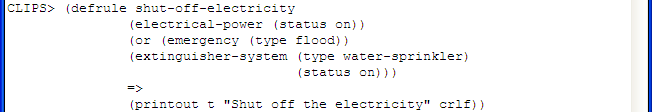 CLIPS> (defrule shut-off-electricity
(electrical-power (status on))
(or (emergency (type flood))
(extinguisher-system (type water-sprinkler)
(status on)))
=>
(printout t "Shut off the electricity" crlf))